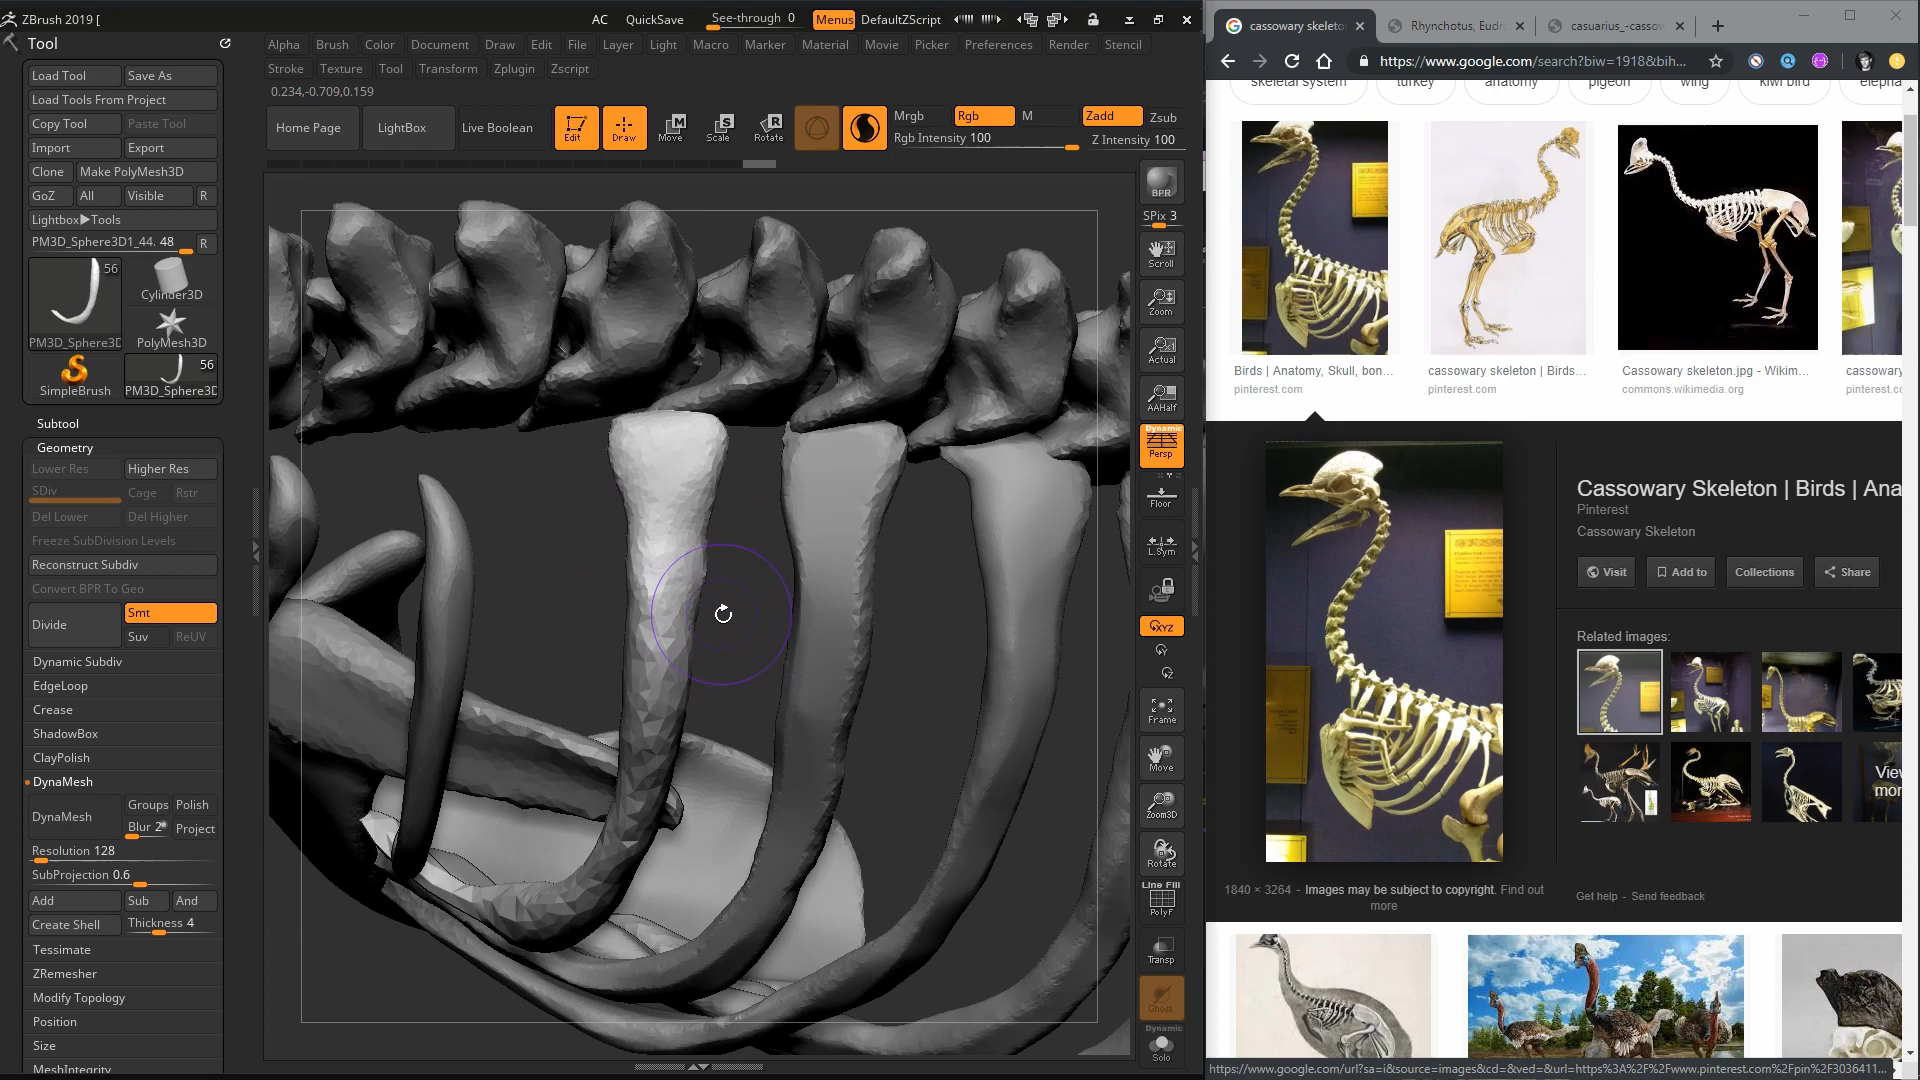 ZBrush 2019 [
AC
QuickSave
See-through 0
Menus
DefaultZScript
Tool
Alpha
Brush
Color
Document
Draw
Edit
File
Layer
Light
Macro
Marker
Material
Movie
Picker
Preferences
Render
Stencil
Stroke
Texture
Tool
Transform
Zplugin
Zscript
0.234,-0.709,0.159
Home Page
LightBox
Live Boolean
Edit
Draw
Move
Scale
Rotate
Mrgb
Rgb
M
Zadd
Zsub
Rgb Intensity 100
Z Intensity 100
Load Tool
Save As
Load Tools From Project
Copy Tool
Paste Tool
Import
Export
Clone
Make PolyMesh3D
GoZ
All
Visible
R
Lightbox▶Tools
PM3D_Sphere3D1_44. 48
R
56
Cylinder3D
PM3D_Sphere3D
PolyMesh3D
SimpleBrush
56
PM3D_Sphere3D
Subtool
Geometry
Lower Res
Higher Res
SDiv
Cage
Rstr
Del Lower
Del Higher
Freeze SubDivision Levels
Reconstruct Subdiv
Convert BPR To Geo
Divide
Smt
Suv
ReUV
Dynamic Subdiv
EdgeLoop
Crease
ShadowBox
ClayPolish
DynaMesh
DynaMesh
Groups
Polish
Blur 2
Project
Resolution 128
SubProjection 0.6
Add
Sub
And
Create Shell
Thickness 4
Tessimate
ZRemesher
Modify Topology
Position
Size
MeshIntegrity
BPR
SPix 3
Scroll
Zoom
Actual
AAHalf
Dynamic
Persp
Floor
L.Sym
XYZ
Frame
Move
Zoom3D
Rotate
Line Fill
PolyF
Transp
Ghost
Dynamic
Solo
cassowary skeleto
Rhynchotus, Eudr
casuarius_-cassow
https://www.google.com/search?biw=1918&bih...
skeletal system
turkey
anatomy
pigeon
wing
kiwi bird
elepha
Birds | Anatomy, Skull, bon...
pinterest.com
cassowary skeleton | Birds...
pinterest.com
Cassowary skeleton.jpg - Wikim...
commons.wikimedia.org
cassowary
pinterest.co
Cassowary Skeleton | Birds | Ana
Pinterest
Cassowary Skeleton
Visit
Add to
Collections
Share
Related images:
View
more
1840 × 3264 - Images may be subject to copyright. Find out
more
Get help - Send feedback
https://www.google.com/url?sa=i&source=images&cd=&ved=&url=https%3A%2F%2Fwww.pinterest.com%2Fpin%2F3036411...